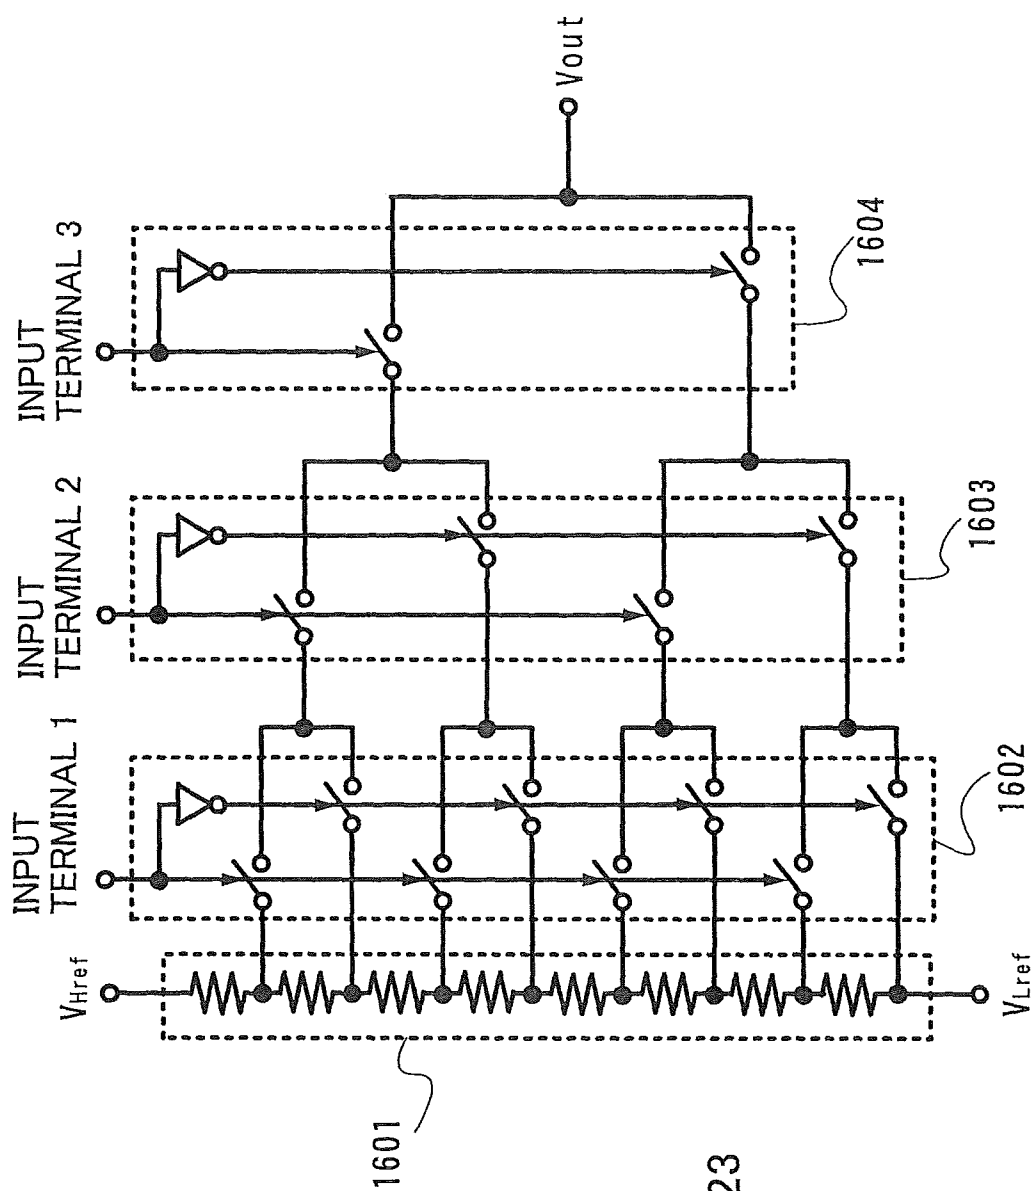 INPUT
TERMINAL 1
INPUT
TERMINAL 2
INPUT
TERMINAL 3
VHref
VLref
Vout
1601
1602
1603
1604
23